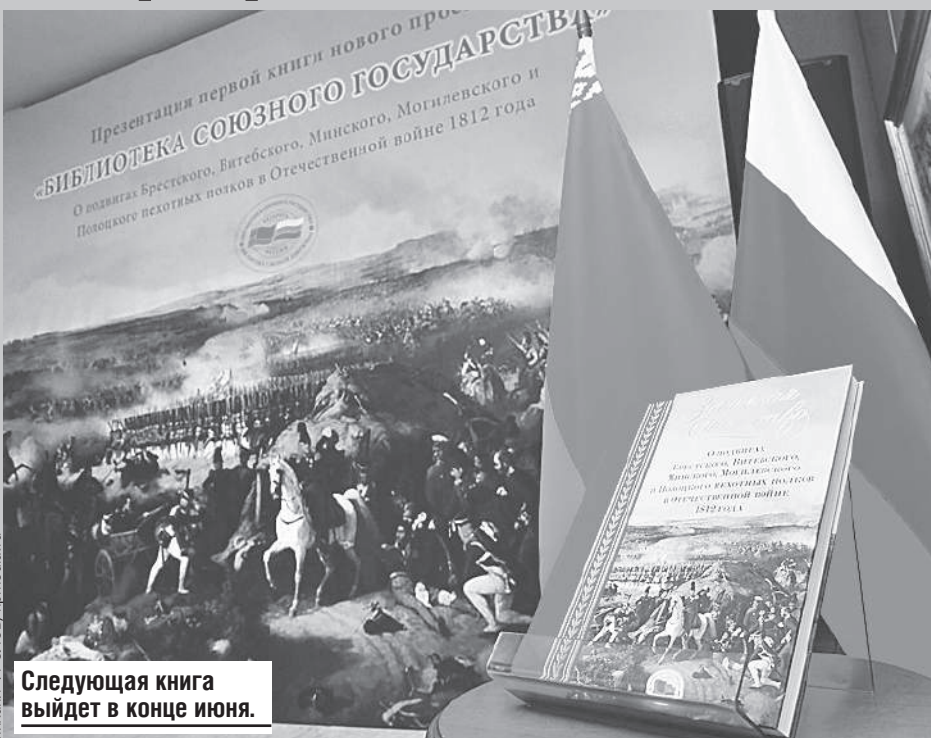 Презентация первой книги нового
«БИБЛИОТЕКА СОЮЗНОГО ГОСУДАРСТВА»
О подвигах Брестского, Витебского, Минского, Могилевского и
Полоцкого пехотных полков в Отечественной войне 1812 года
О подвигах
Брестского, Витебского,
Минского, Могилевского
и Полоцкого пехотных полков
в Отечественной войне
1812 года
Следующая книга
выйдет в конце июня.